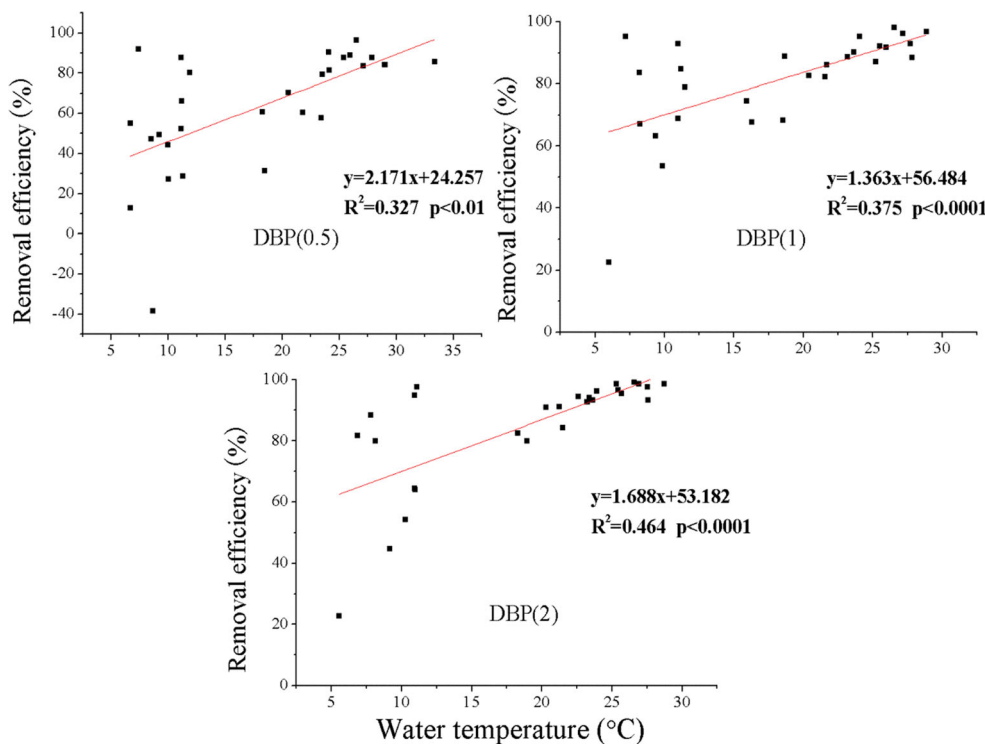 100
80
60
40
20
0
-20
-40
Removal efficiency (%)
y=2.171x+24.257
R²=0.327 p<0.01
DBP(0.5)
5 10 15 20 25 30 35
100
80
60
40
20
0
Removal efficiency (%)
y=1.363x+56.484
R²=0.375 p<0.0001
DBP(1)
5 10 15 20 25 30
100
80
60
40
20
0
Removal efficiency (%)
y=1.688x+53.182
R²=0.464 p<0.0001
DBP(2)
5 10 15 20 25 30
Water temperature (°C)